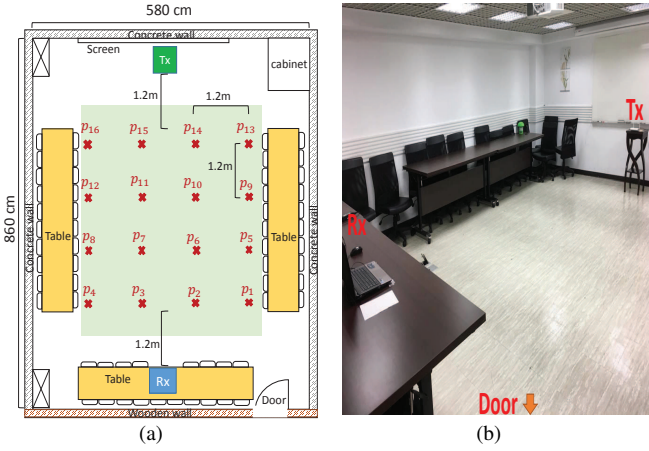 580 cm
Concrete wall
Screen
Tx
cabinet
1.2m
1.2m
p16
p15
p14
p13
1.2m
p12
p11
p10
p9
860 cm
Concrete wall
Table
Table
Concrete wall
p8
p7
p6
p5
p4
p3
p2
p1
1.2m
Table
Rx
Door
Wooden wall
(a)
Tx
Rx
Door
(b)